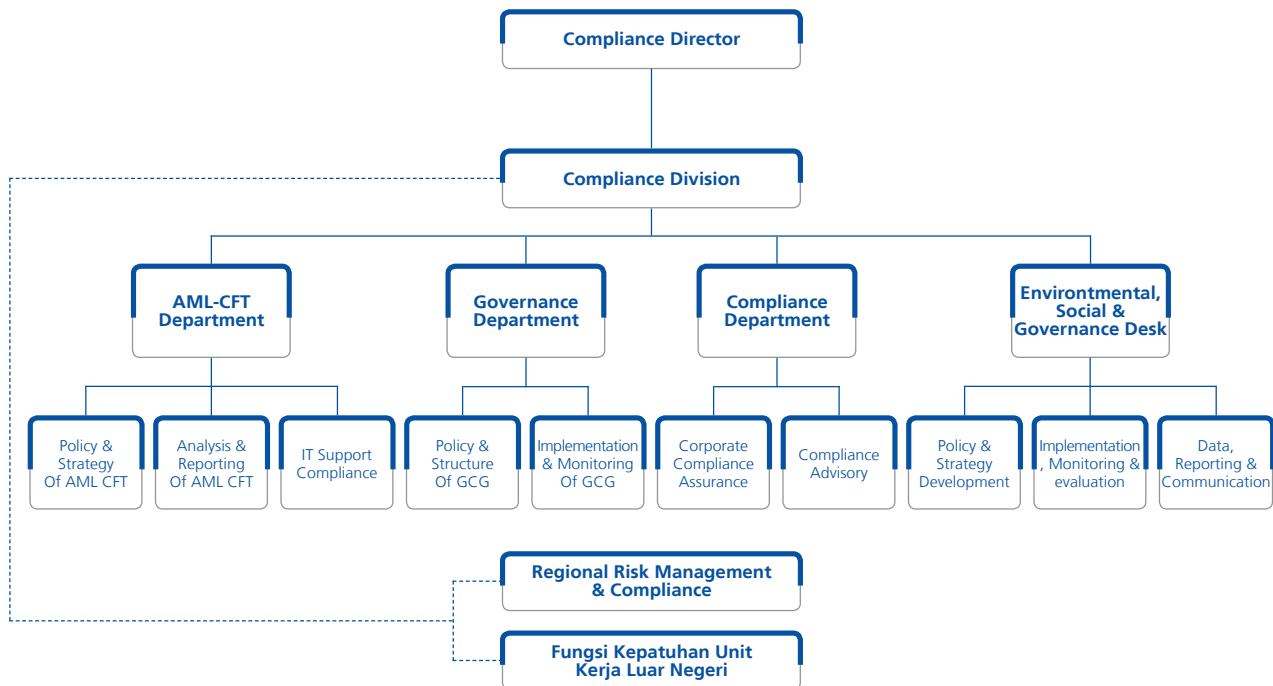 Compliance Director
Compliance Division
AML-CFT
Department
Governance
Department
Compliance
Department
Environtmental,
Social &
Governance Desk
Policy &
Strategy
Of AML CFT
Analysis &
Reporting
Of AML CFT
IT Support
Compliance
Policy &
Structure
Of GCG
Implementation
& Monitoring
Of GCG
Corporate
Compliance
Assurance
Compliance
Advisory
Policy &
Strategy
Development
Implementation
, Monitoring &
evaluation
Data,
Reporting &
Communication
Regional Risk Management
& Compliance
Fungsi Kepatuhan Unit
Kerja Luar Negeri